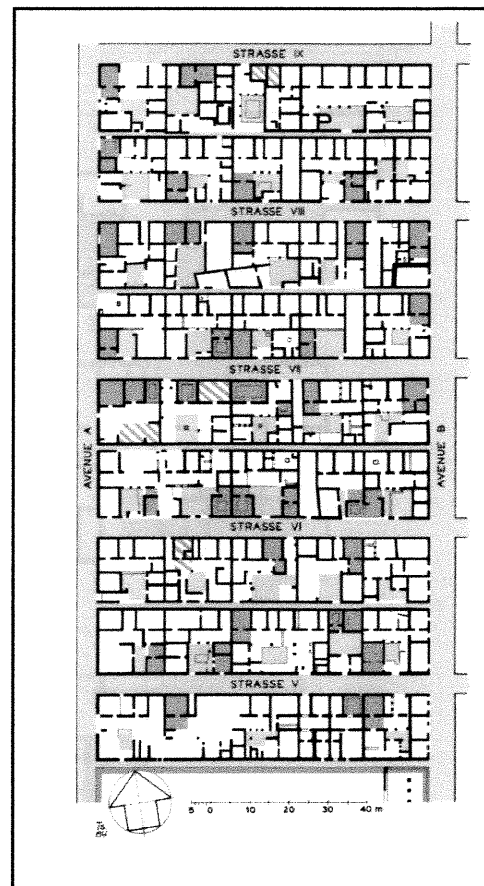 STRASSE IX
STRASSE VIII
STRASSE VII
AVENUE A
AVENUE B
STRASSE VI
STRASSE V
5 0 10 20 30 40 m